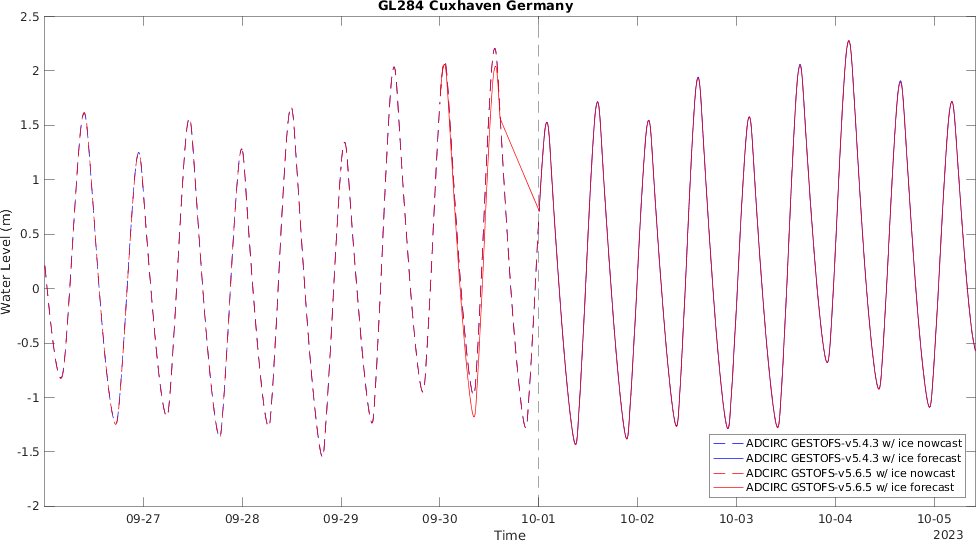 GL284 Cuxhaven Germany
2.5
2
1.5
1
0.5
0
-0.5
-1
-1.5
-2
Water Level (m)
09-27
09-28
09-29
09-30
10-01
10-02
10-03
10-04
10-05
Time
2023
ADCIRC GESTOFS-v5.4.3 w/ ice nowcast
ADCIRC GESTOFS-v5.4.3 w/ ice forecast
ADCIRC GSTOFS-v5.6.5 w/ ice nowcast
ADCIRC GSTOFS-v5.6.5 w/ ice forecast